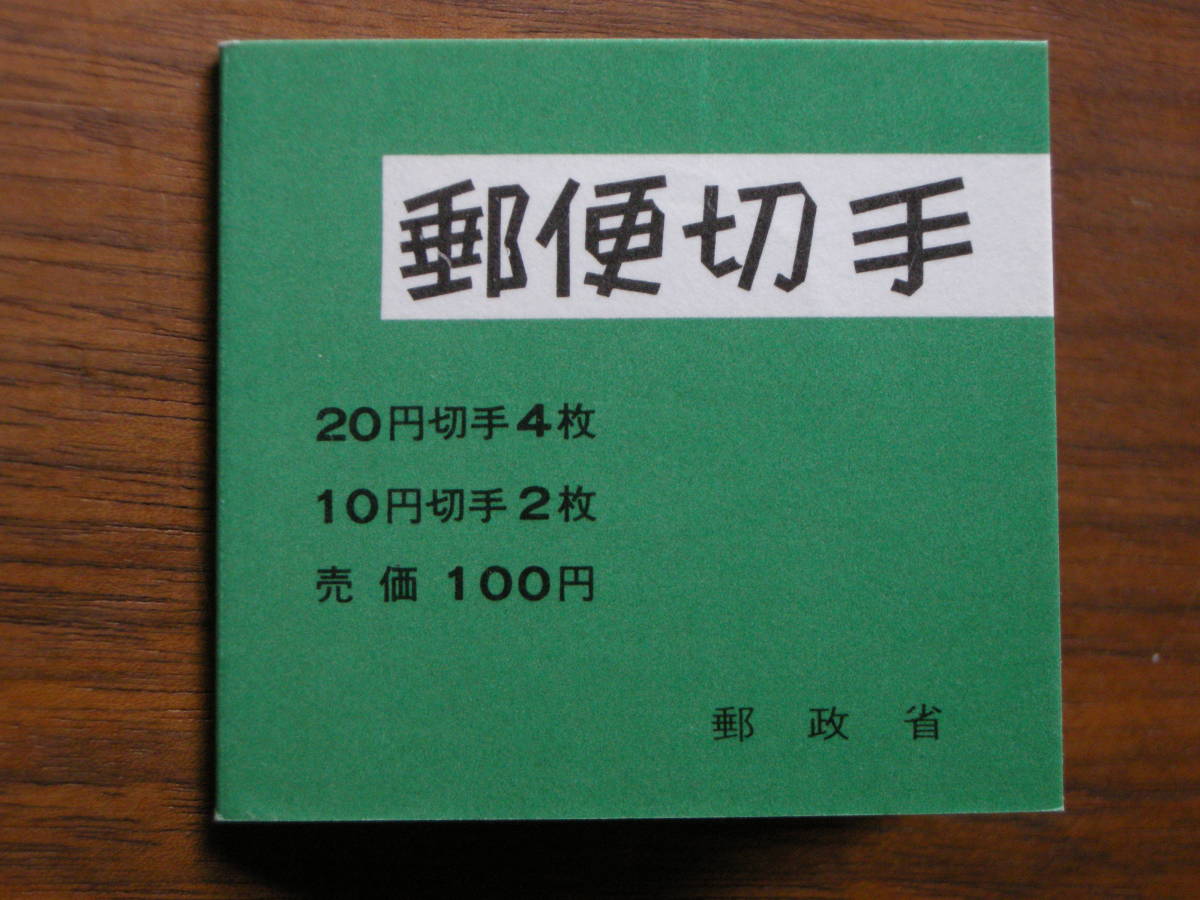 郵便切手
20円切手4枚
10円切手2枚
売価 100円
郵政省